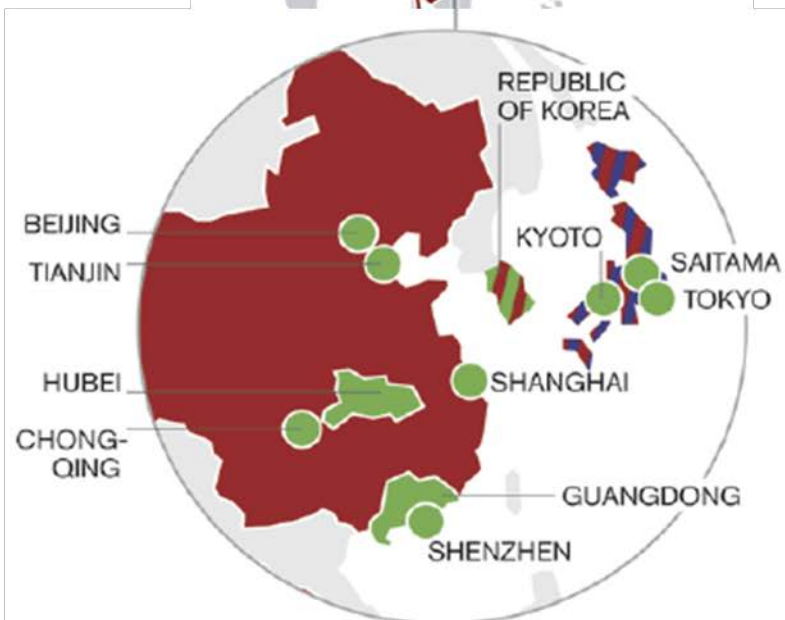 REPUBLIC
OF KOREA
BEIJING
KYOTO
TIANJIN
SAITAMA
TOKYO
HUBEI
SHANGHAI
CHONG-
QING
GUANGDONG
SHENZHEN